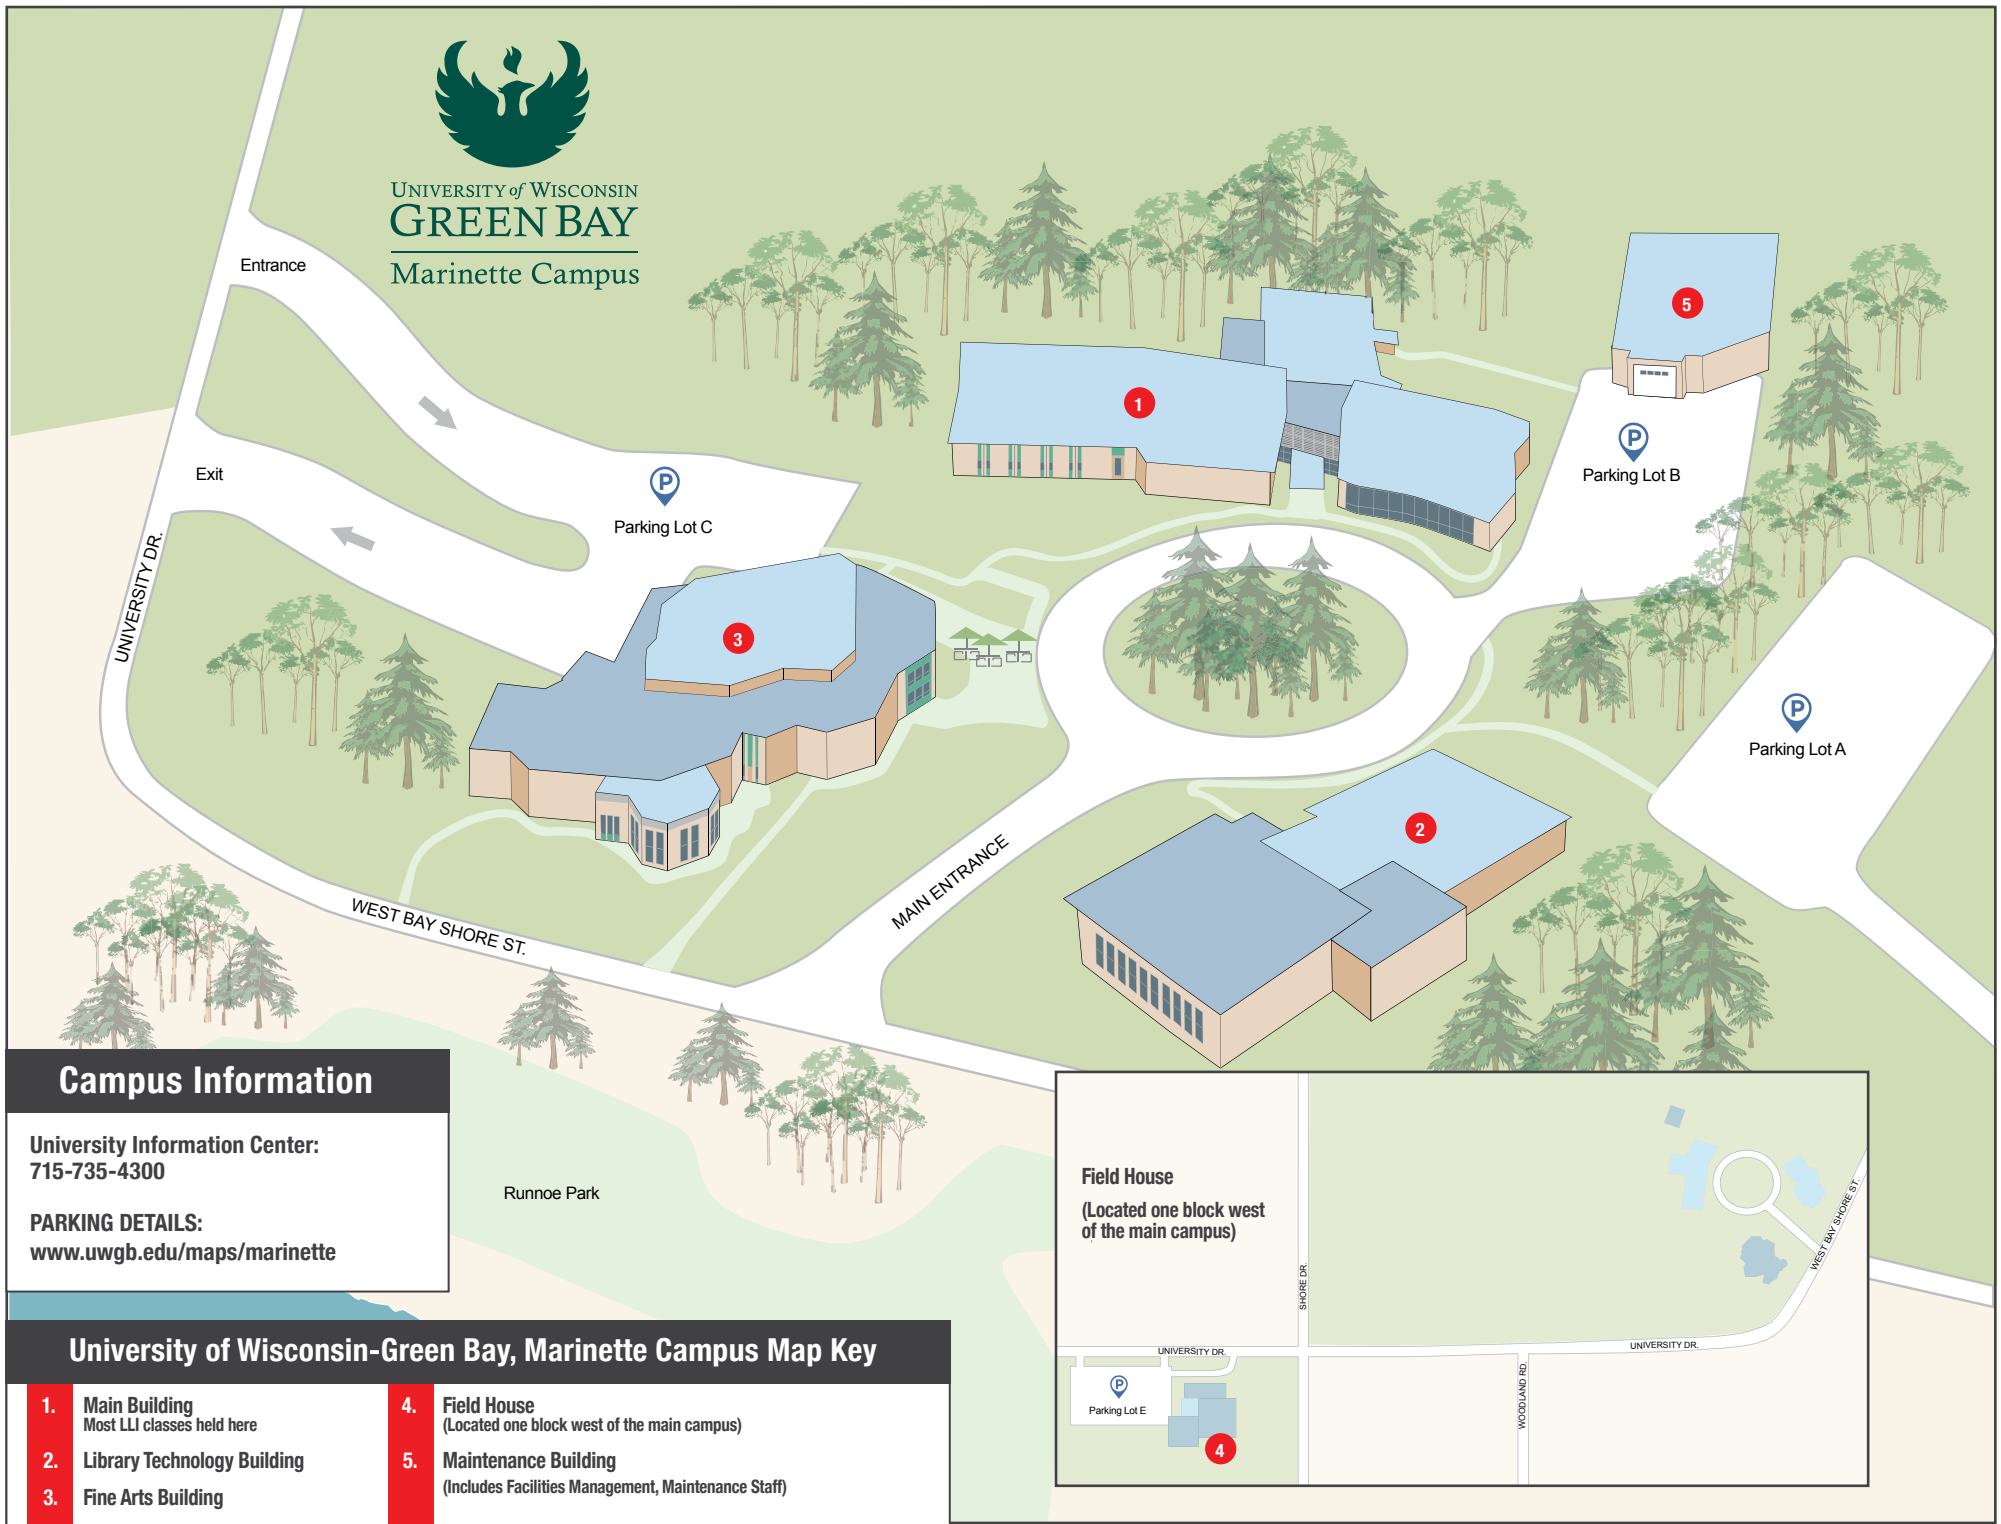 UNIVERSITY of WISCONSIN
GREEN BAY
Marinette Campus
Entrance
Exit
P
Parking Lot C
UNIVERSITY DR.
1
5
P
Parking Lot B
3
P
Parking Lot A
2
MAIN ENTRANCE
WEST BAY SHORE ST.
Runnoe Park
Campus Information
University Information Center:
715-735-4300
PARKING DETAILS:
www.uwgb.edu/maps/marinette
Field House
(Located one block west
of the main campus)
SHORE DR.
WEST BAY SHORE ST.
UNIVERSITY DR.
UNIVERSITY DR.
WOODLAND RD.
P
Parking Lot E
4
University of Wisconsin-Green Bay, Marinette Campus Map Key
1. Main Building
Most LLI classes held here
2. Library Technology Building
3. Fine Arts Building
4. Field House
(Located one block west of the main campus)
5. Maintenance Building
(Includes Facilities Management, Maintenance Staff)